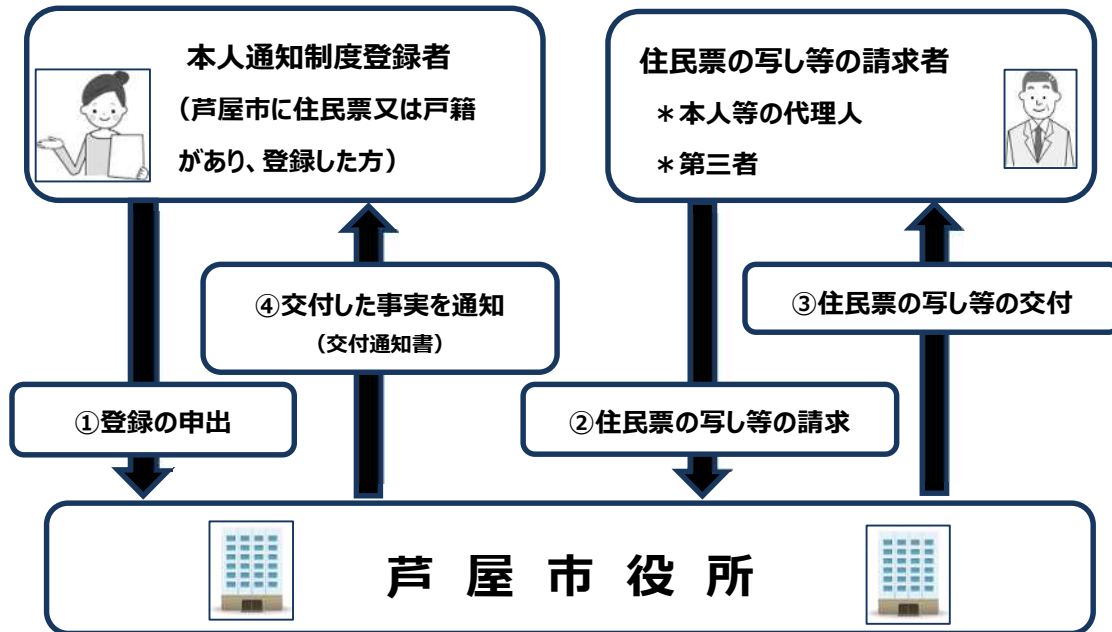 本人通知制度登録者
（芦屋市に住民票又は戸籍
があり、登録した方）
住民票の写し等の請求者
＊本人等の代理人
＊第三者
④交付した事実を通知
（交付通知書）
③住民票の写し等の交付
①登録の申出
②住民票の写し等の請求
芦屋市役所